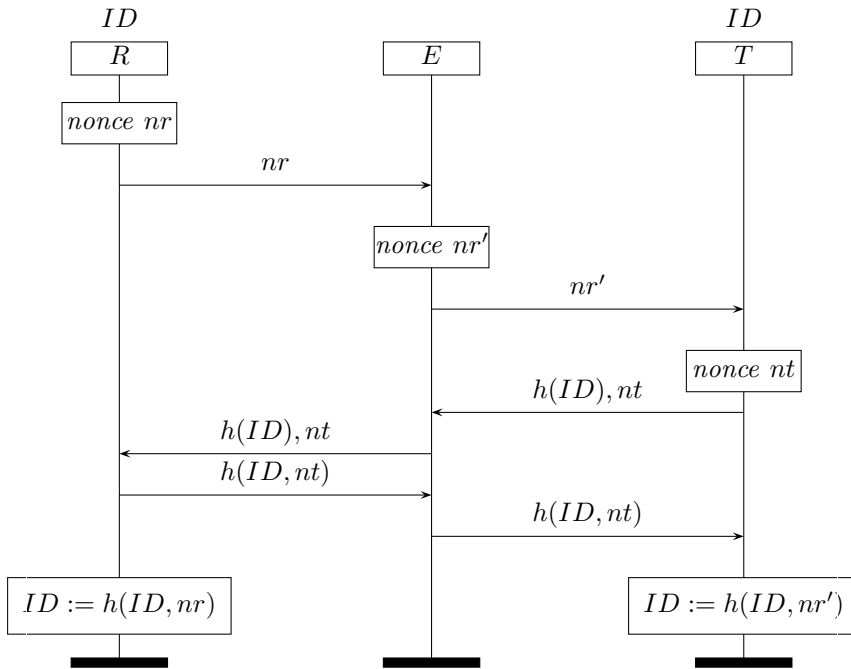 ID ID
R E T
nonce nr
nr
nonce nr′
nr′
nonce nt
h(ID), nt
h(ID), nt
h(ID, nt)
h(ID, nt)
ID := h(ID, nr) ID := h(ID, nr′)